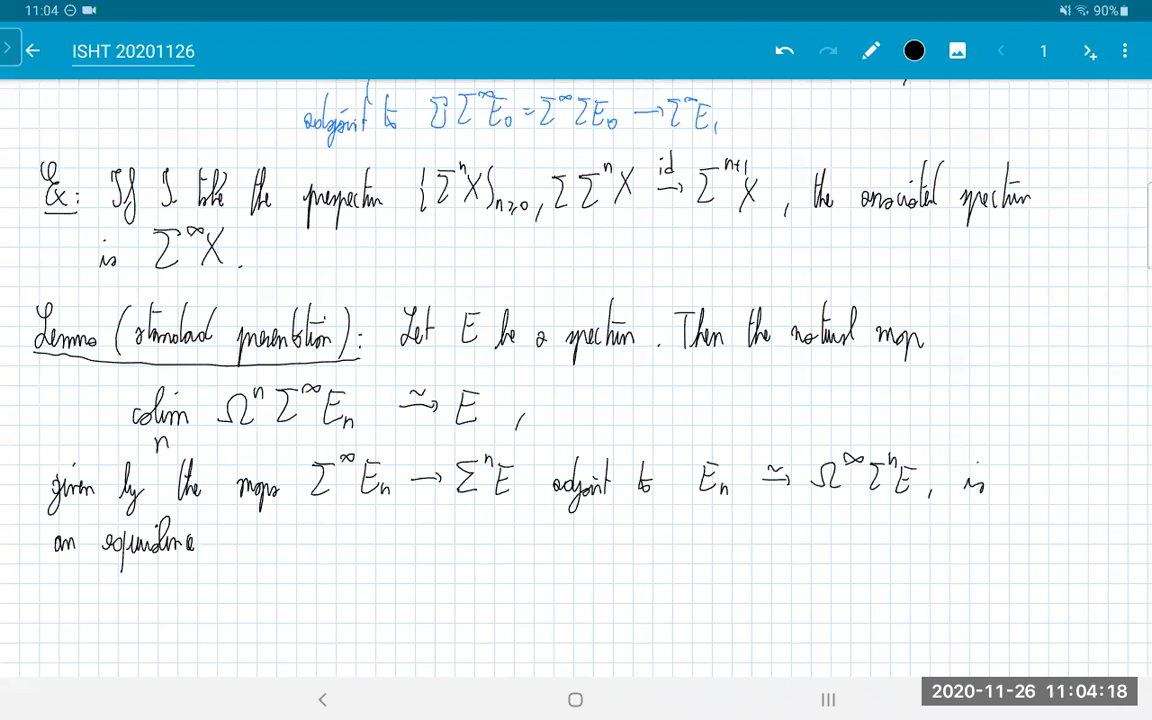 11:04 90%
ISHT 20201126
1
adjoint to Σ Σ^∞ E_0 = Σ^∞ Σ E_0 → Σ^∞ E_1
Ex: If I take the prespectrum {Σ^n X}_{n≥0}, Σ Σ^n X →^{id} Σ^{n+1} X, the associated spectrum
is Σ^∞ X.
Lemma (standard presentation): Let E be a spectrum. Then the natural map
colim_n Ω^n Σ^∞ E_n →^~ E,
given by the maps Σ^∞ E_n → Σ^n E adjoint to E_n →^~ Ω^∞ Σ^n E, is
an equivalence
2020-11-26 11:04:18